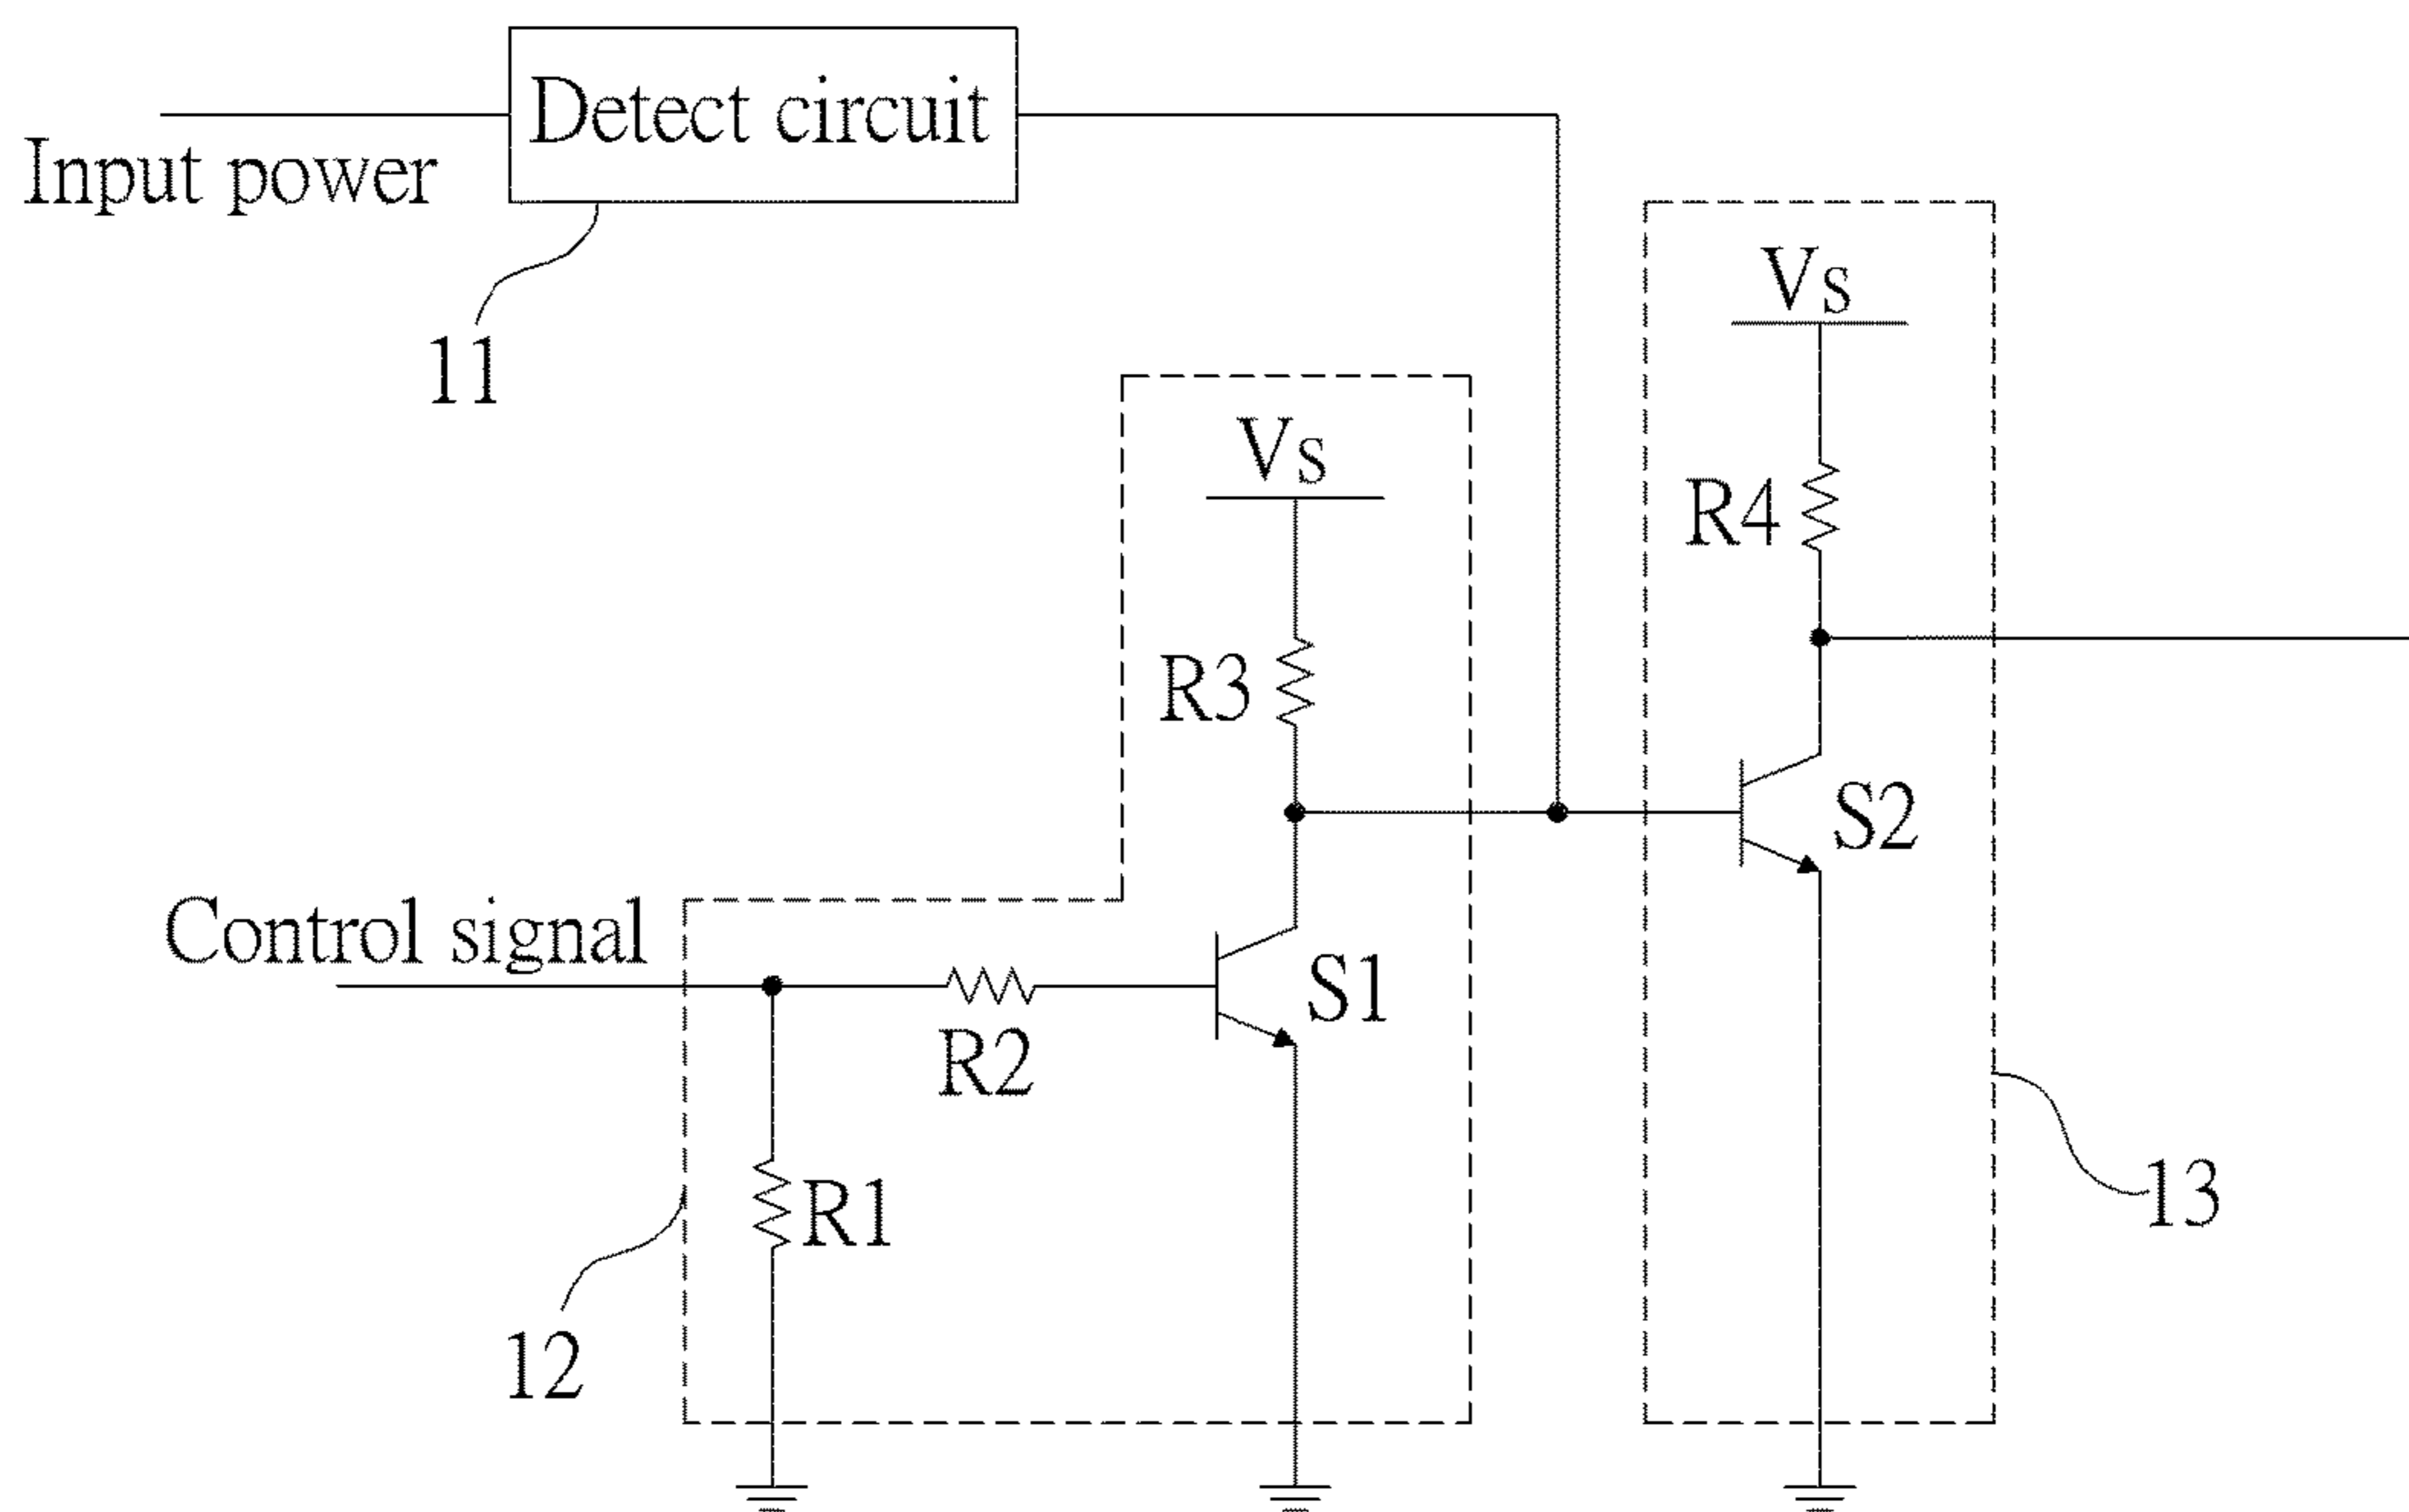 Detect circuit
Input power
11
Vs
R4
Vs
R3
S2
Control signal
S1
R2
R1
13
12